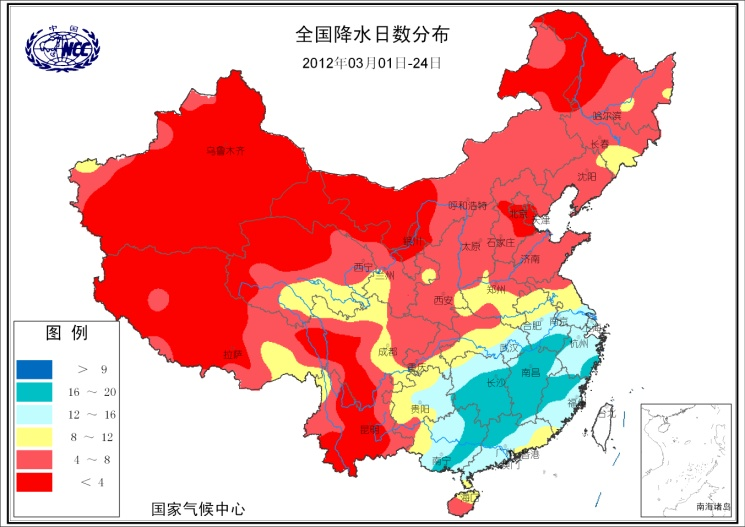 中国
NCC
全国降水日数分布
2012年03月01日-24日
哈尔滨
长春
乌鲁木齐
沈阳
呼和浩特
北京
天津
银川
太原
石家庄
济南
西宁
兰州
西安
郑州
合肥
南京
上海
拉萨
成都
武汉
杭州
重庆
南昌
长沙
贵阳
福
台北
昆明
南宁
广
香港
澳门
海口
图 例
> 9
16 ～ 20
12 ～ 16
8 ～ 12
4 ～ 8
< 4
国家气候中心
南海诸岛